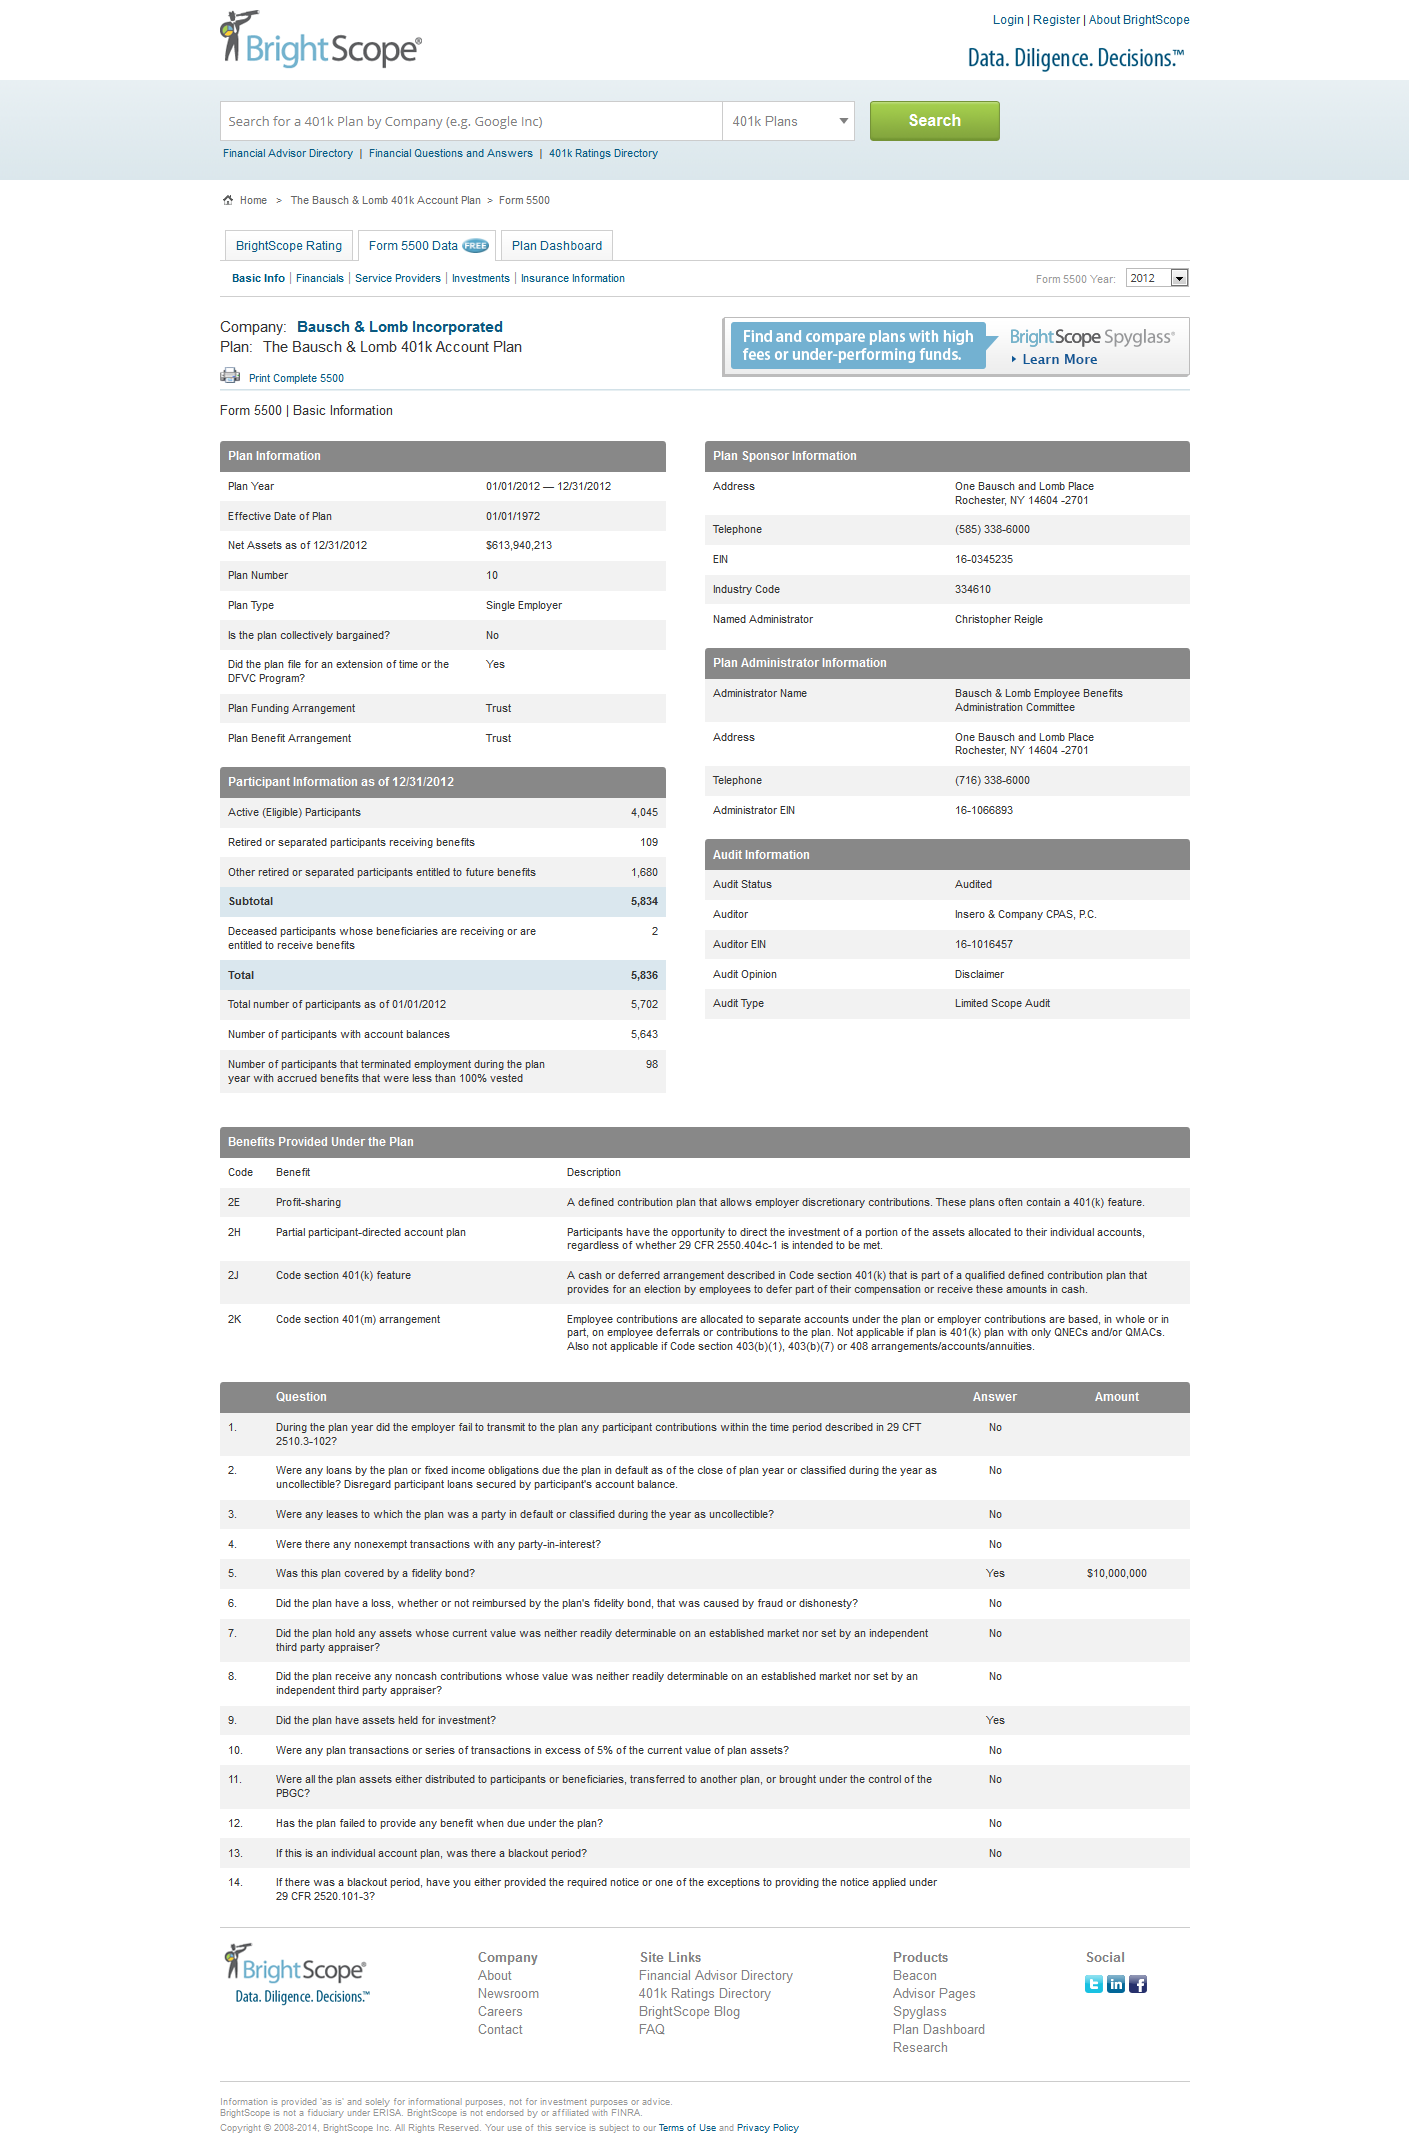 BrightScope®
Login | Register | About BrightScope
Data. Diligence. Decisions.™
Search for a 401k Plan by Company (e.g. Google Inc)
401k Plans
Search
Financial Advisor Directory | Financial Questions and Answers | 401k Ratings Directory
Home > The Bausch & Lomb 401k Account Plan > Form 5500
BrightScope Rating
Form 5500 Data FREE
Plan Dashboard
Basic Info | Financials | Service Providers | Investments | Insurance Information
Form 5500 Year: 2012
Company: Bausch & Lomb Incorporated
Plan: The Bausch & Lomb 401k Account Plan
Print Complete 5500
Find and compare plans with high
fees or under-performing funds.
BrightScope Spyglass®
Learn More
Form 5500 | Basic Information
Plan Information
Plan Year 01/01/2012 — 12/31/2012
Effective Date of Plan 01/01/1972
Net Assets as of 12/31/2012 $613,940,213
Plan Number 10
Plan Type Single Employer
Is the plan collectively bargained? No
Did the plan file for an extension of time or the Yes
DFVC Program?
Plan Funding Arrangement Trust
Plan Benefit Arrangement Trust
Participant Information as of 12/31/2012
Active (Eligible) Participants 4,045
Retired or separated participants receiving benefits 109
Other retired or separated participants entitled to future benefits 1,680
Subtotal 5,834
Deceased participants whose beneficiaries are receiving or are 2
entitled to receive benefits
Total 5,836
Total number of participants as of 01/01/2012 5,702
Number of participants with account balances 5,643
Number of participants that terminated employment during the plan 98
year with accrued benefits that were less than 100% vested
Plan Sponsor Information
Address One Bausch and Lomb Place
Rochester, NY 14604 -2701
Telephone (585) 338-6000
EIN 16-0345235
Industry Code 334610
Named Administrator Christopher Reigle
Plan Administrator Information
Administrator Name Bausch & Lomb Employee Benefits
Administration Committee
Address One Bausch and Lomb Place
Rochester, NY 14604 -2701
Telephone (716) 338-6000
Administrator EIN 16-1066893
Audit Information
Audit Status Audited
Auditor Insero & Company CPAS, P.C.
Auditor EIN 16-1016457
Audit Opinion Disclaimer
Audit Type Limited Scope Audit
Benefits Provided Under the Plan
Code Benefit Description
2E Profit-sharing A defined contribution plan that allows employer discretionary contributions. These plans often contain a 401(k) feature.
2H Partial participant-directed account plan Participants have the opportunity to direct the investment of a portion of the assets allocated to their individual accounts,
regardless of whether 29 CFR 2550.404c-1 is intended to be met.
2J Code section 401(k) feature A cash or deferred arrangement described in Code section 401(k) that is part of a qualified defined contribution plan that
provides for an election by employees to defer part of their compensation or receive these amounts in cash.
2K Code section 401(m) arrangement Employee contributions are allocated to separate accounts under the plan or employer contributions are based, in whole or in
part, on employee deferrals or contributions to the plan. Not applicable if plan is 401(k) plan with only QNECs and/or QMACs.
Also not applicable if Code section 403(b)(1), 403(b)(7) or 408 arrangements/accounts/annuities.
Question Answer Amount
1. During the plan year did the employer fail to transmit to the plan any participant contributions within the time period described in 29 CFT No
2510.3-102?
2. Were any loans by the plan or fixed income obligations due the plan in default as of the close of plan year or classified during the year as No
uncollectible? Disregard participant loans secured by participant's account balance.
3. Were any leases to which the plan was a party in default or classified during the year as uncollectible? No
4. Were there any nonexempt transactions with any party-in-interest? No
5. Was this plan covered by a fidelity bond? Yes $10,000,000
6. Did the plan have a loss, whether or not reimbursed by the plan's fidelity bond, that was caused by fraud or dishonesty? No
7. Did the plan hold any assets whose current value was neither readily determinable on an established market nor set by an independent No
third party appraiser?
8. Did the plan receive any noncash contributions whose value was neither readily determinable on an established market nor set by an No
independent third party appraiser?
9. Did the plan have assets held for investment? Yes
10. Were any plan transactions or series of transactions in excess of 5% of the current value of plan assets? No
11. Were all the plan assets either distributed to participants or beneficiaries, transferred to another plan, or brought under the control of the No
PBGC?
12. Has the plan failed to provide any benefit when due under the plan? No
13. If this is an individual account plan, was there a blackout period? No
14. If there was a blackout period, have you either provided the required notice or one of the exceptions to providing the notice applied under
29 CFR 2520.101-3?
BrightScope®
Data. Diligence. Decisions.™
Company
About
Newsroom
Careers
Contact
Site Links
Financial Advisor Directory
401k Ratings Directory
BrightScope Blog
FAQ
Products
Beacon
Advisor Pages
Spyglass
Plan Dashboard
Research
Social
Information is provided 'as is' and solely for informational purposes, not for investment purposes or advice.
BrightScope is not a fiduciary under ERISA. BrightScope is not endorsed by or affiliated with FINRA.
Copyright © 2008-2014, BrightScope Inc. All Rights Reserved. Your use of this service is subject to our Terms of Use and Privacy Policy